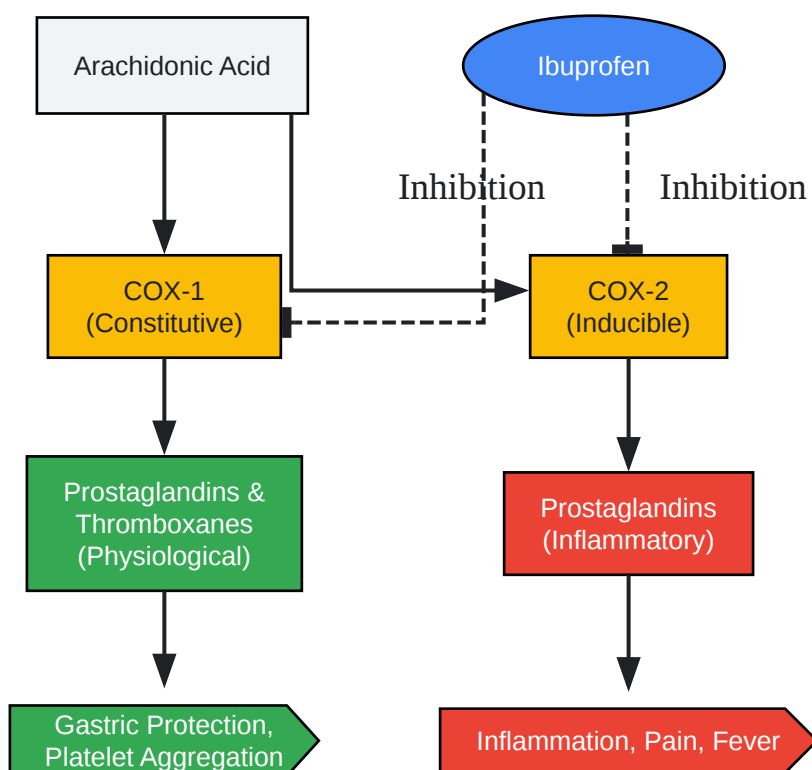 Arachidonic Acid
Ibuprofen
Inhibition
Inhibition
COX-1
(Constitutive)
COX-2
(Inducible)
Prostaglandins &
Thromboxanes
(Physiological)
Prostaglandins
(Inflammatory)
Gastric Protection,
Platelet Aggregation
Inflammation, Pain, Fever